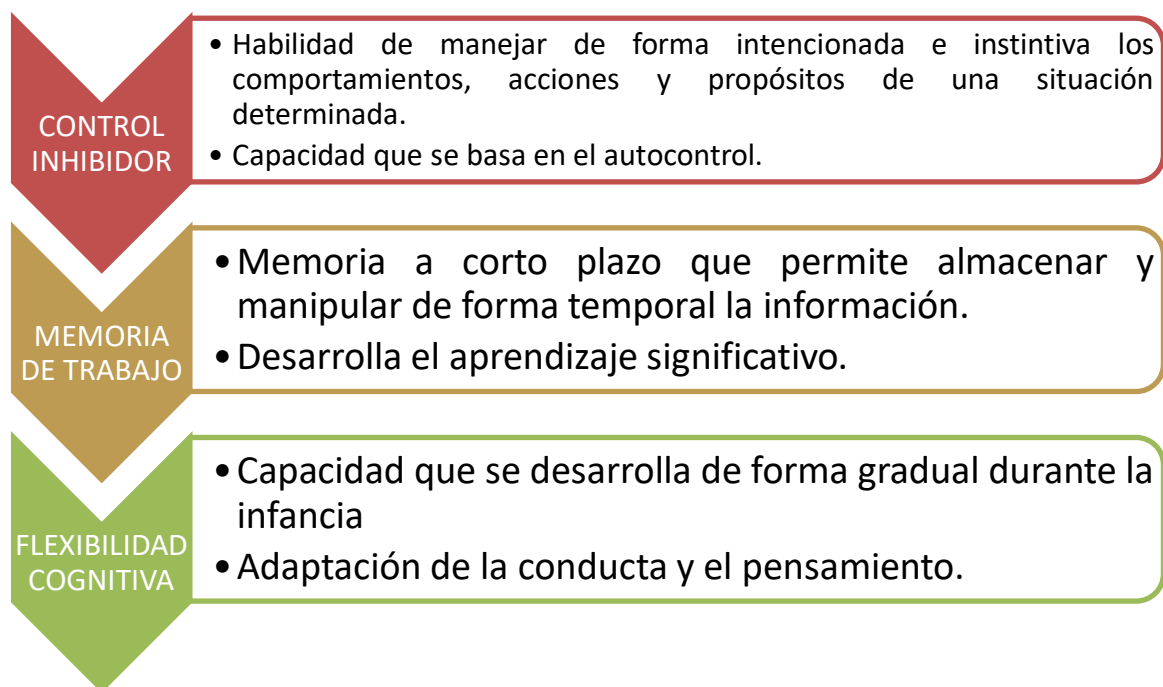 CONTROL
INHIBIDOR
• Habilidad de manejar de forma intencionada e instintiva los
comportamientos, acciones y propósitos de una situación
determinada.
• Capacidad que se basa en el autocontrol.
MEMORIA
DE TRABAJO
• Memoria a corto plazo que permite almacenar y
manipular de forma temporal la información.
• Desarrolla el aprendizaje significativo.
FLEXIBILIDAD
COGNITIVA
• Capacidad que se desarrolla de forma gradual durante la
infancia
• Adaptación de la conducta y el pensamiento.